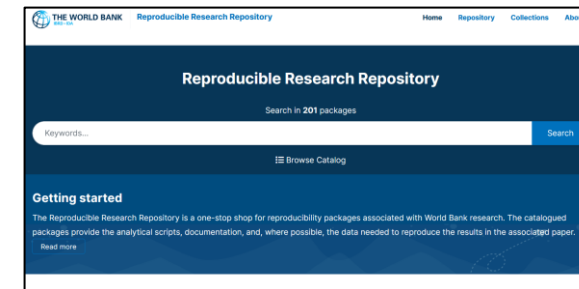 THE WORLD BANK
IBRD • IDA
Reproducible Research Repository
Home Repository Collections Abo
Reproducible Research Repository
Search in 201 packages
Keywords...
Search
Browse Catalog
Getting started
The Reproducible Research Repository is a one-stop shop for reproducibility packages associated with World Bank research. The catalogued
packages provide the analytical scripts, documentation, and, where possible, the data needed to reproduce the results in the associated paper.
Read more